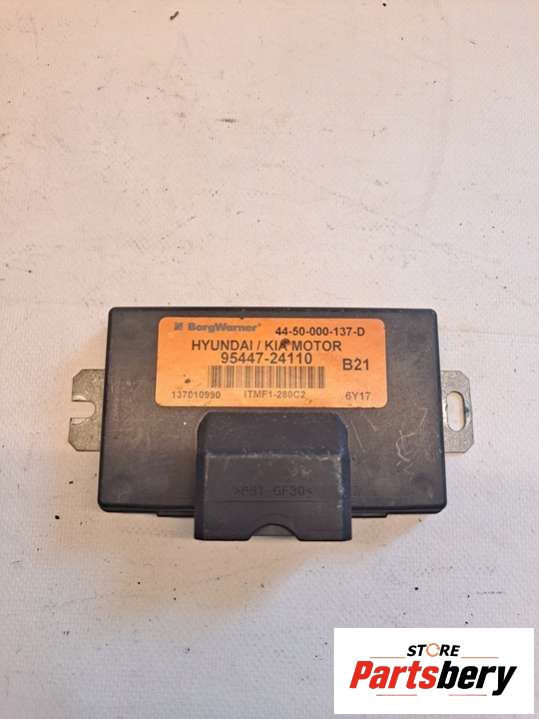 BorgWarner 44-50-000-137-D
HYUNDAI / KIA MOTOR
95447-24110 B21
137010990 ITMF1-280C2 6Y17
STORE
Partsbery